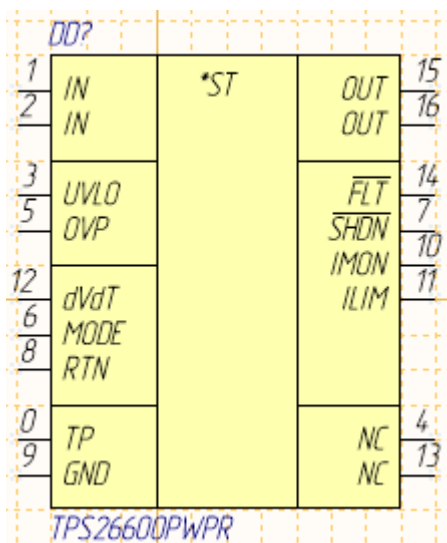 DD?
1 IN *ST OUT 15
2 IN OUT 16
3 UVLO FLT 14
5 OVP SHDN 7
IMON 10
12 dVdT ILIM 11
6 MODE
8 RTN
0 TP NC 4
9 GND NC 13
TPS26600PWPR